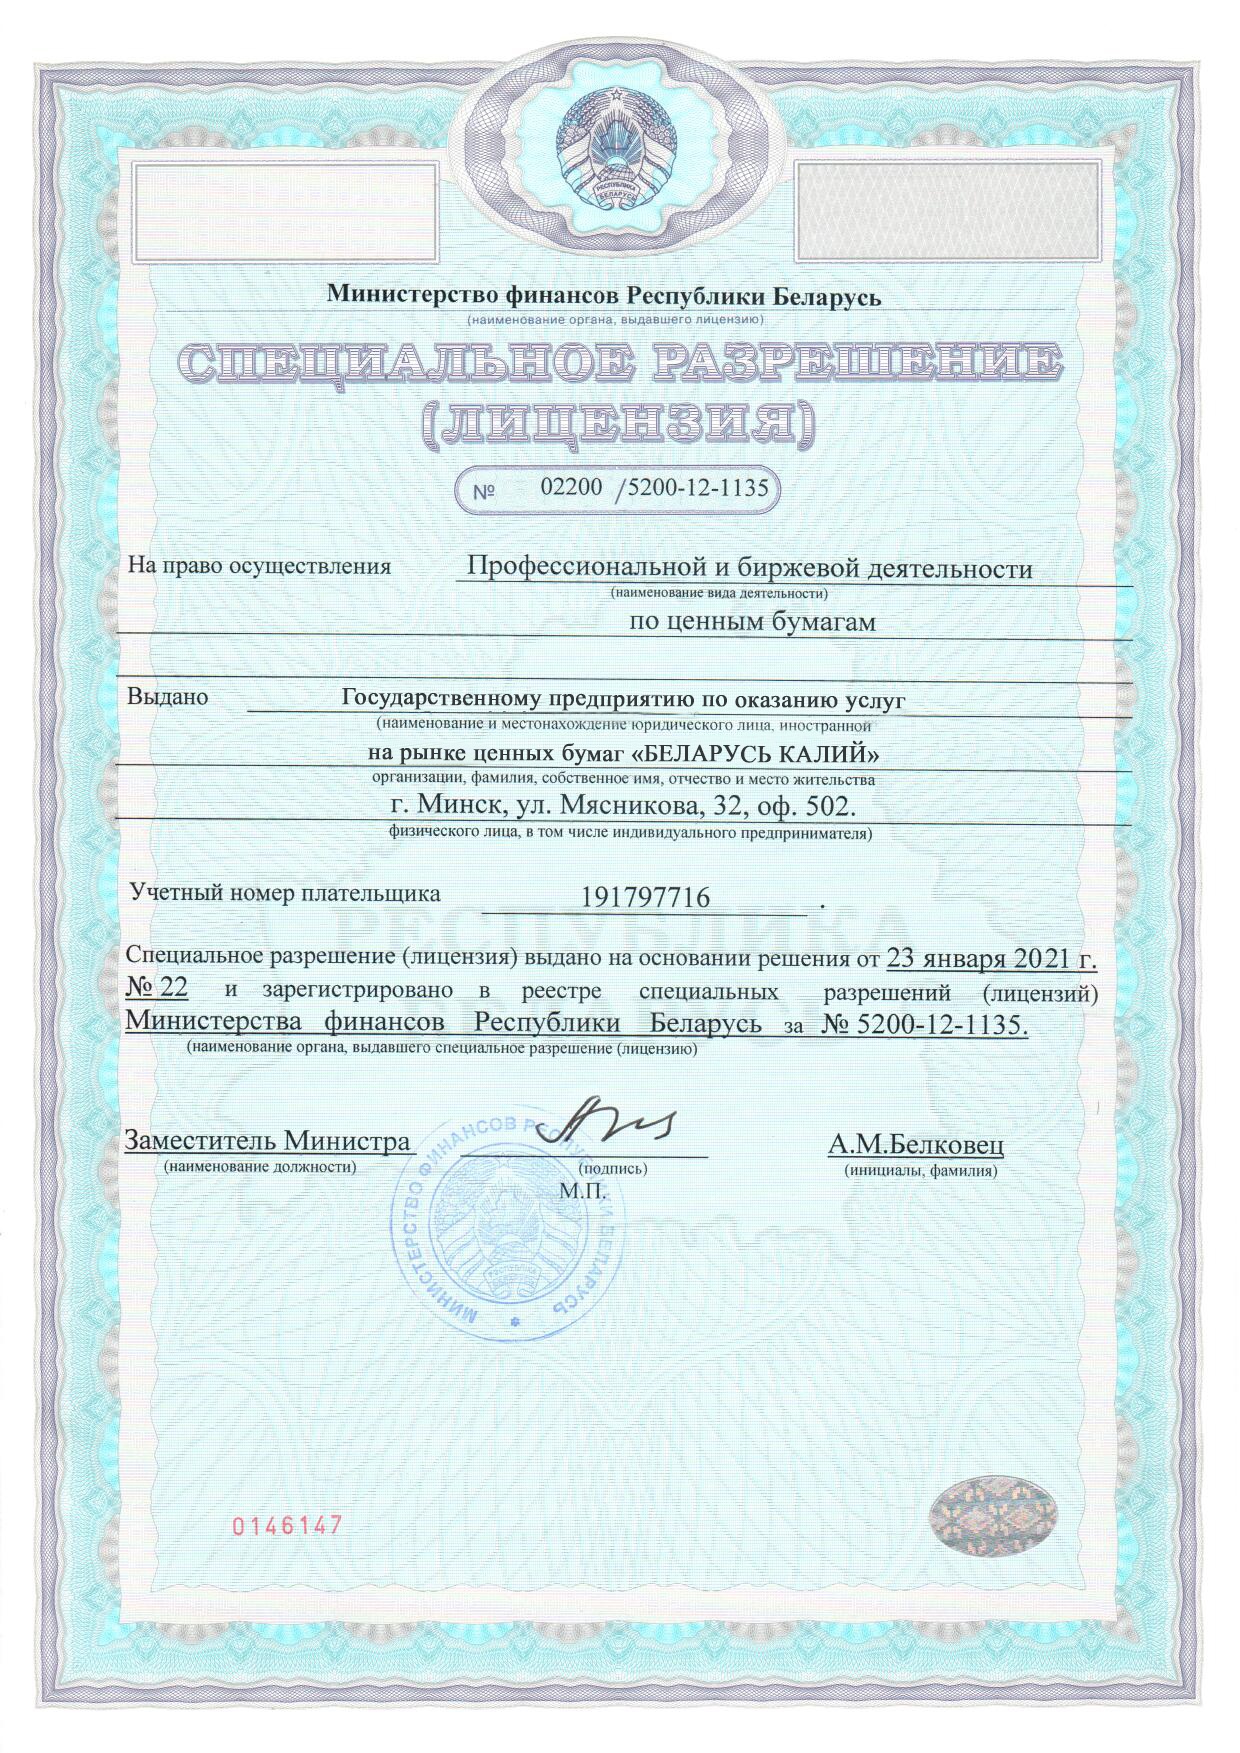 РЕСПУБЛИКА
БЕЛАРУСЬ
Министерство финансов Республики Беларусь
(наименование органа, выдавшего лицензию)
СПЕЦИАЛЬНОЕ РАЗРЕШЕНИЕ
(ЛИЦЕНЗИЯ)
№ 02200 /5200-12-1135
На право осуществления Профессиональной и биржевой деятельности
(наименование вида деятельности)
по ценным бумагам
Выдано Государственному предприятию по оказанию услуг
(наименование и местонахождение юридического лица, иностранной
на рынке ценных бумаг «БЕЛАРУСЬ КАЛИЙ»
организации, фамилия, собственное имя, отчество и место жительства
г. Минск, ул. Мясникова, 32, оф. 502.
физического лица, в том числе индивидуального предпринимателя)
Учетный номер плательщика 191797716 .
РЕСПУБЛИКА
Специальное разрешение (лицензия) выдано на основании решения от 23 января 2021 г.
№ 22 и зарегистрировано в реестре специальных разрешений (лицензий)
Министерства финансов Республики Беларусь за № 5200-12-1135.
(наименование органа, выдавшего специальное разрешение (лицензию)
Заместитель Министра А.М.Белковец
(наименование должности) (подпись) (инициалы, фамилия)
М.П.
МИНИСТЕРСТВО ФИНАНСОВ РЕСПУБЛИКИ БЕЛАРУСЬ
0146147